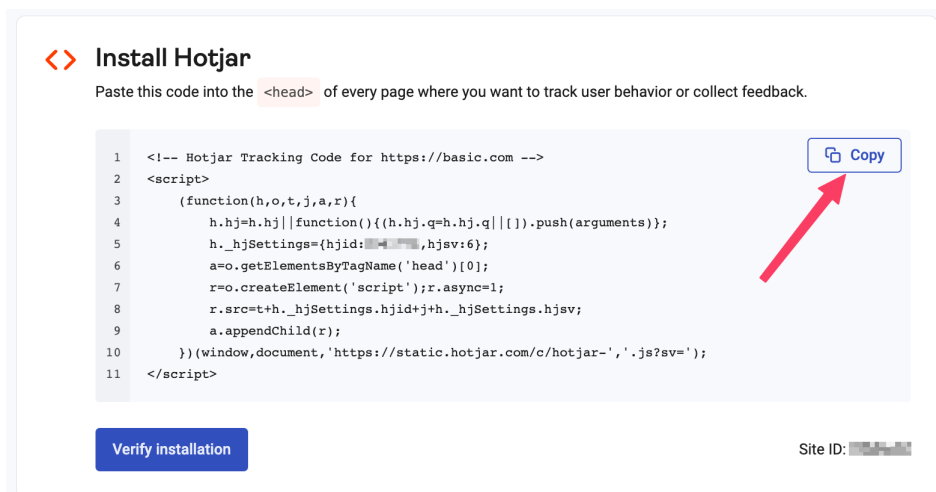 Install Hotjar
Paste this code into the <head> of every page where you want to track user behavior or collect feedback.
Copy
1 <!-- Hotjar Tracking Code for https://basic.com -->
2 <script>
3 (function(h,o,t,j,a,r){
4 h.hj=h.hj||function(){(h.hj.q=h.hj.q||[]).push(arguments)};
5 h._hjSettings={hjid: ,hjsv:6};
6 a=o.getElementsByTagName('head')[0];
7 r=o.createElement('script');r.async=1;
8 r.src=t+h._hjSettings.hjid+j+h._hjSettings.hjsv;
9 a.appendChild(r);
10 })(window,document,'https://static.hotjar.com/c/hotjar-','.js?sv=');
11 </script>
Verify installation
Site ID: